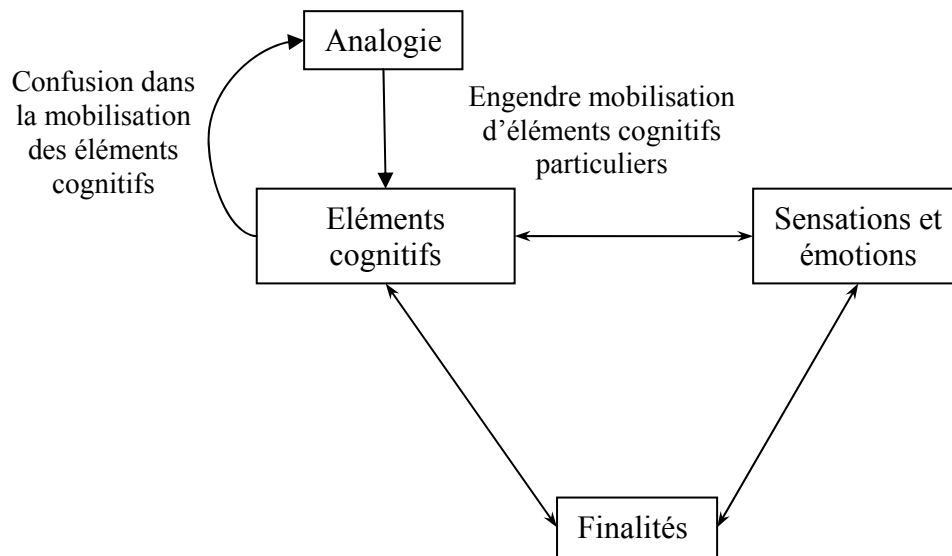 Analogie
Confusion dans
la mobilisation
des éléments
cognitifs
Engendre mobilisation
d’éléments cognitifs
particuliers
Eléments
cognitifs
Sensations et
émotions
Finalités